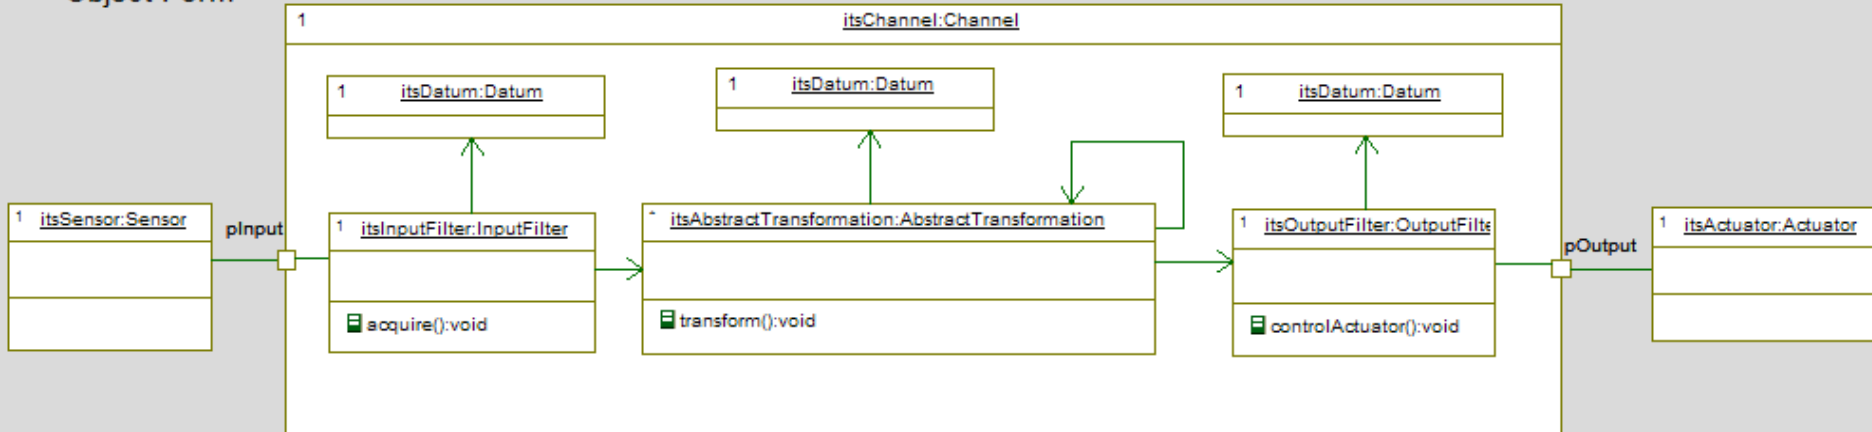 1 itsChannel:Channel
1 itsDatum:Datum
1 itsDatum:Datum
1 itsDatum:Datum
1 itsSensor:Sensor
pInput
1 itsInputFilter:InputFilter
acquire():void
* itsAbstractTransformation:AbstractTransformation
transform():void
1 itsOutputFilter:OutputFilte
controlActuator():void
pOutput
1 itsActuator:Actuator